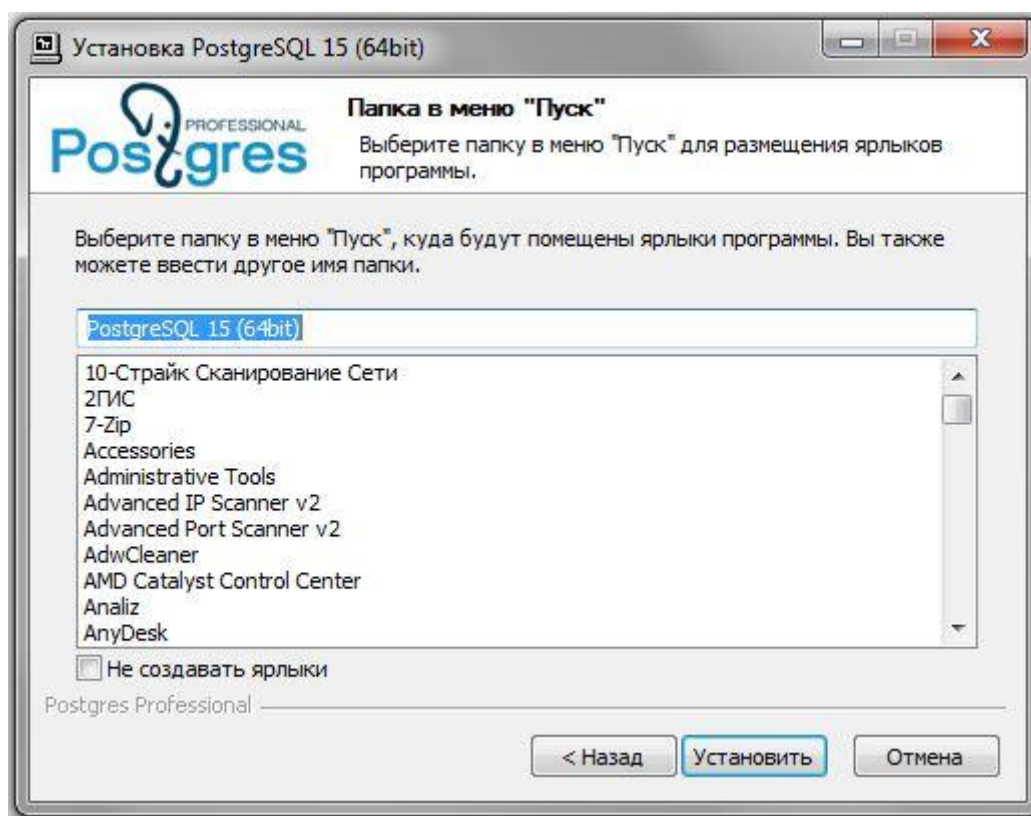 Установка PostgreSQL 15 (64bit)
PROFESSIONAL
Postgres
Папка в меню "Пуск"
Выберите папку в меню "Пуск" для размещения ярлыков
программы.
Выберите папку в меню "Пуск", куда будут помещены ярлыки программы. Вы также
можете ввести другое имя папки.
PostgreSQL 15 (64bit)
10-Страйк Сканирование Сети
2ГИС
7-Zip
Accessories
Administrative Tools
Advanced IP Scanner v2
Advanced Port Scanner v2
AdwCleaner
AMD Catalyst Control Center
Analiz
AnyDesk
Не создавать ярлыки
Postgres Professional
< Назад
Установить
Отмена